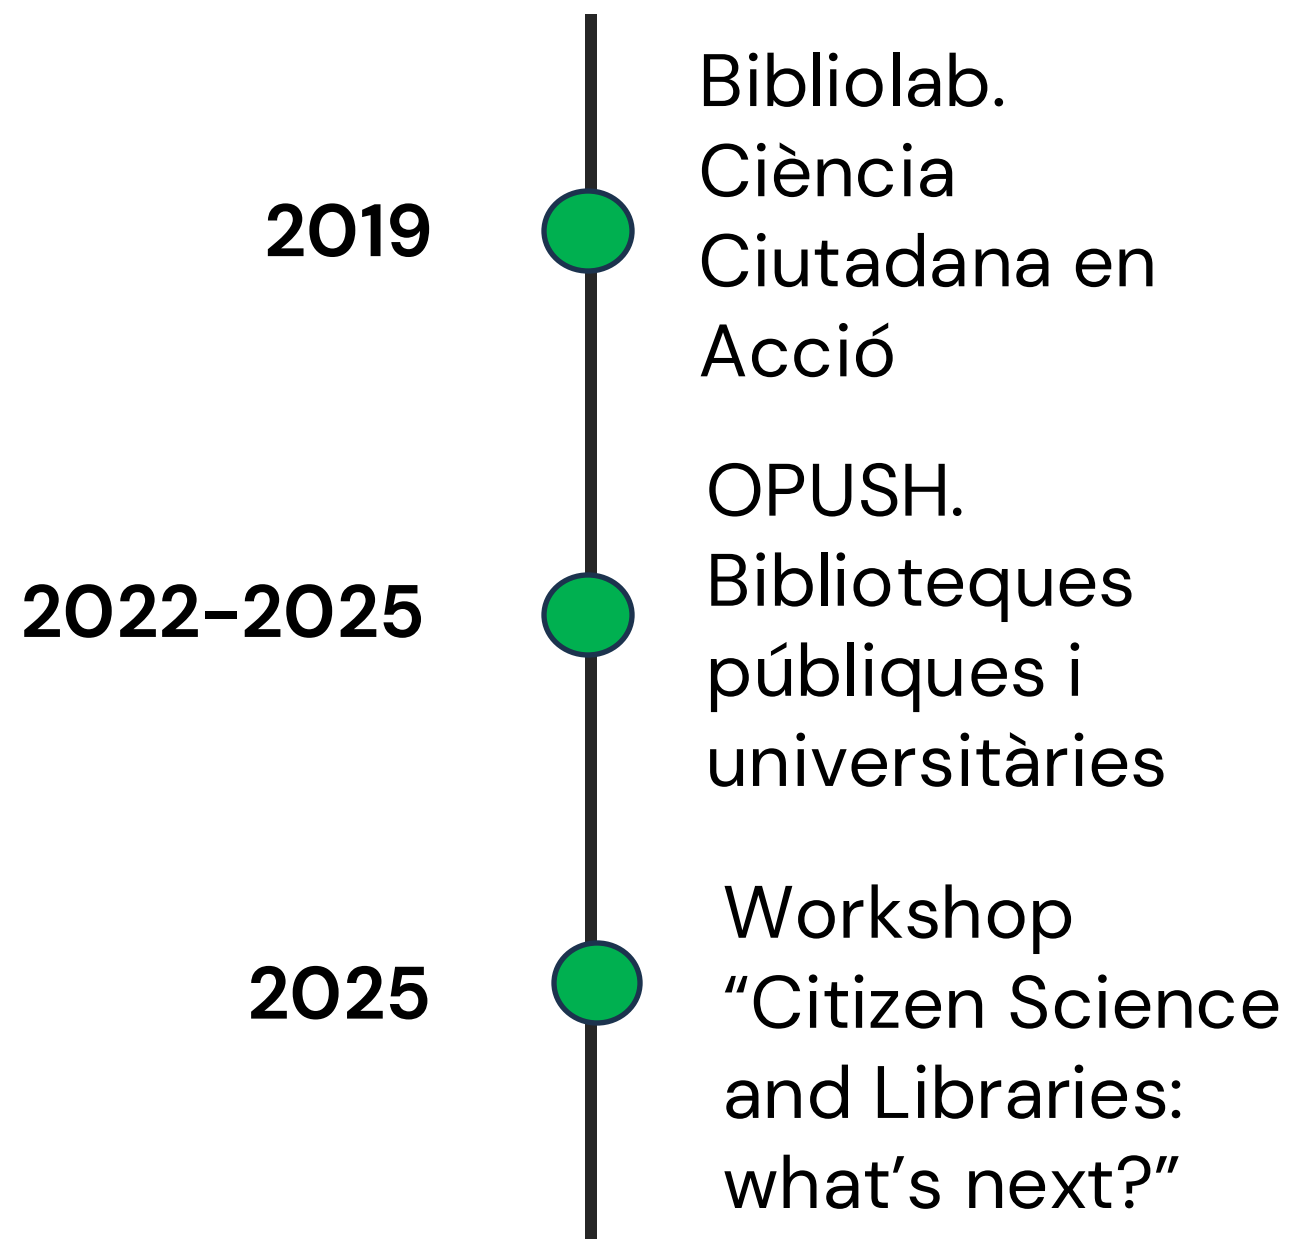 2019
Bibliolab.
Ciència
Ciutadana en
Acció
2022-2025
OPUSH.
Biblioteques
públiques i
universitàries
2025
Workshop
“Citizen Science
and Libraries:
what’s next?”